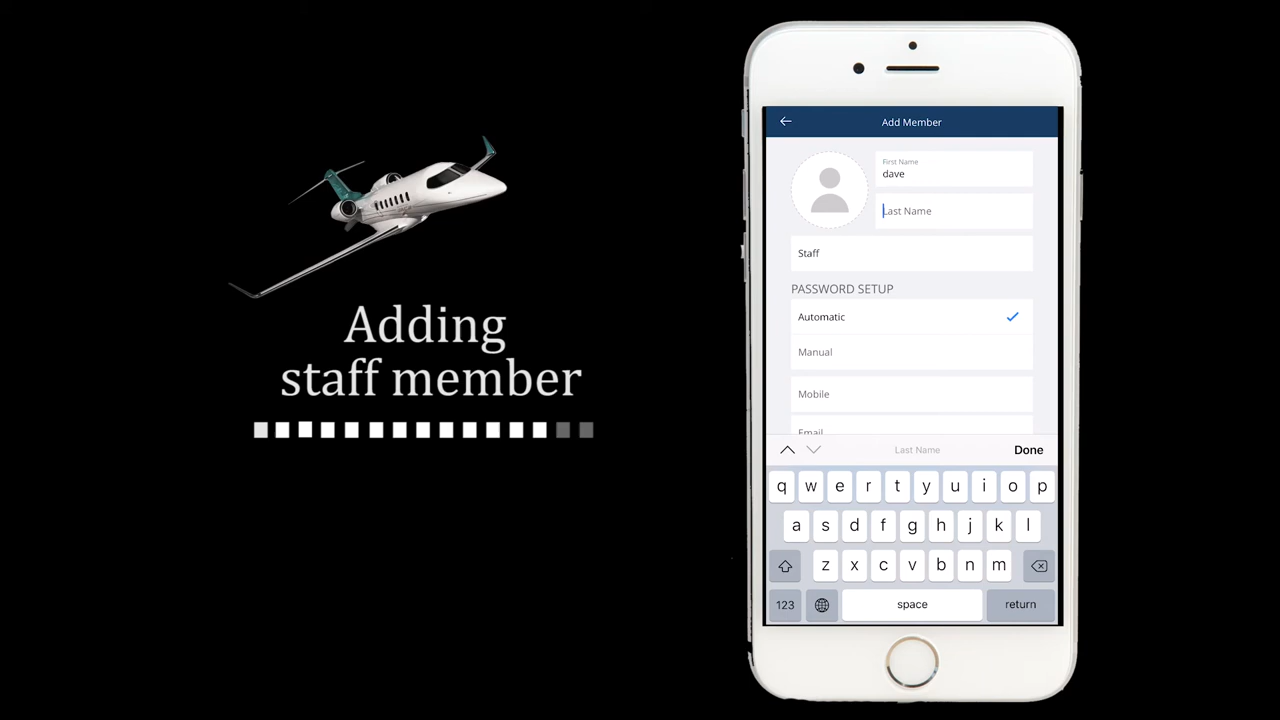 Adding
staff member
Add Member
First Name
dave
Last Name
Staff
PASSWORD SETUP
Automatic
Manual
Mobile
Email
Last Name
Done
q w e r t y u i o p
a s d f g h j k l
z x c v b n m
123
space
return